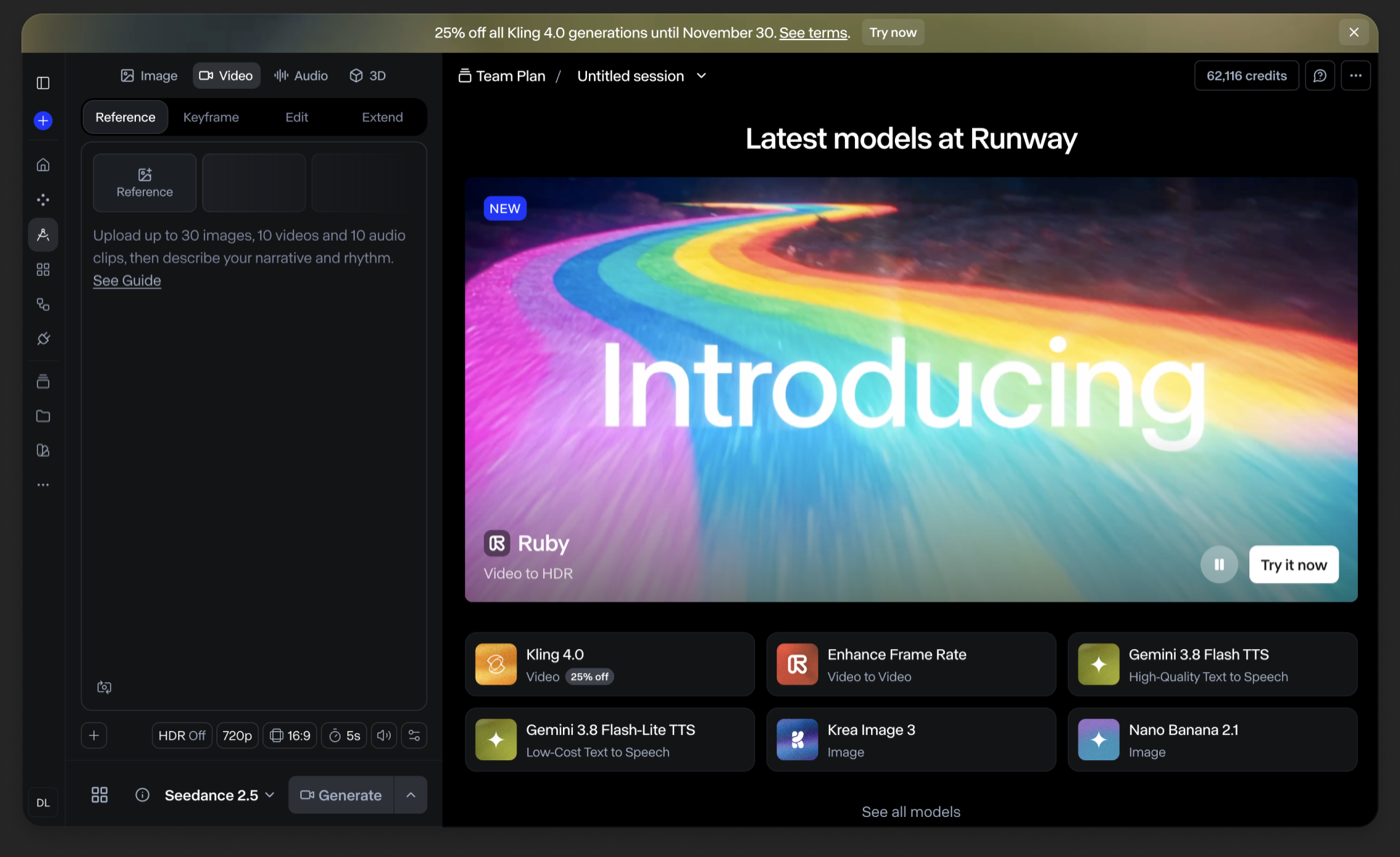 25% off all Kling 4.0 generations until November 30. See terms. Try now
Image Video Audio 3D
Reference Keyframe Edit Extend
Reference
Upload up to 30 images, 10 videos and 10 audio
clips, then describe your narrative and rhythm.
See Guide
HDR Off 720p 16:9 5s
Seedance 2.5 Generate
DL
Team Plan / Untitled session
62,116 credits
Latest models at Runway
NEW
Introducing
Ruby
Video to HDR
Try it now
Kling 4.0
Video 25% off
Enhance Frame Rate
Video to Video
Gemini 3.8 Flash TTS
High-Quality Text to Speech
Gemini 3.8 Flash-Lite TTS
Low-Cost Text to Speech
Krea Image 3
Image
Nano Banana 2.1
Image
See all models